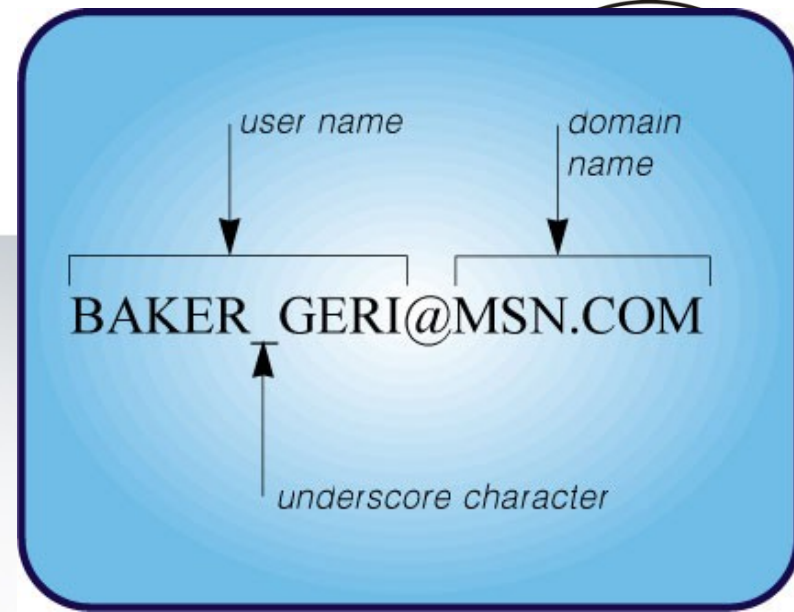 user name
domain
name
BAKER_GERI@MSN.COM
underscore character